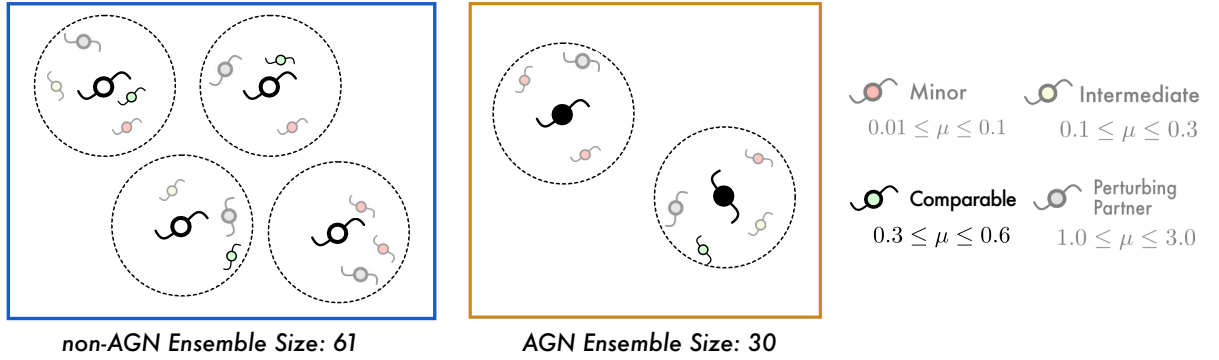 Minor
0.01 ≤ μ ≤ 0.1
Intermediate
0.1 ≤ μ ≤ 0.3
Comparable
0.3 ≤ μ ≤ 0.6
Perturbing
Partner
1.0 ≤ μ ≤ 3.0
non-AGN Ensemble Size: 61
AGN Ensemble Size: 30